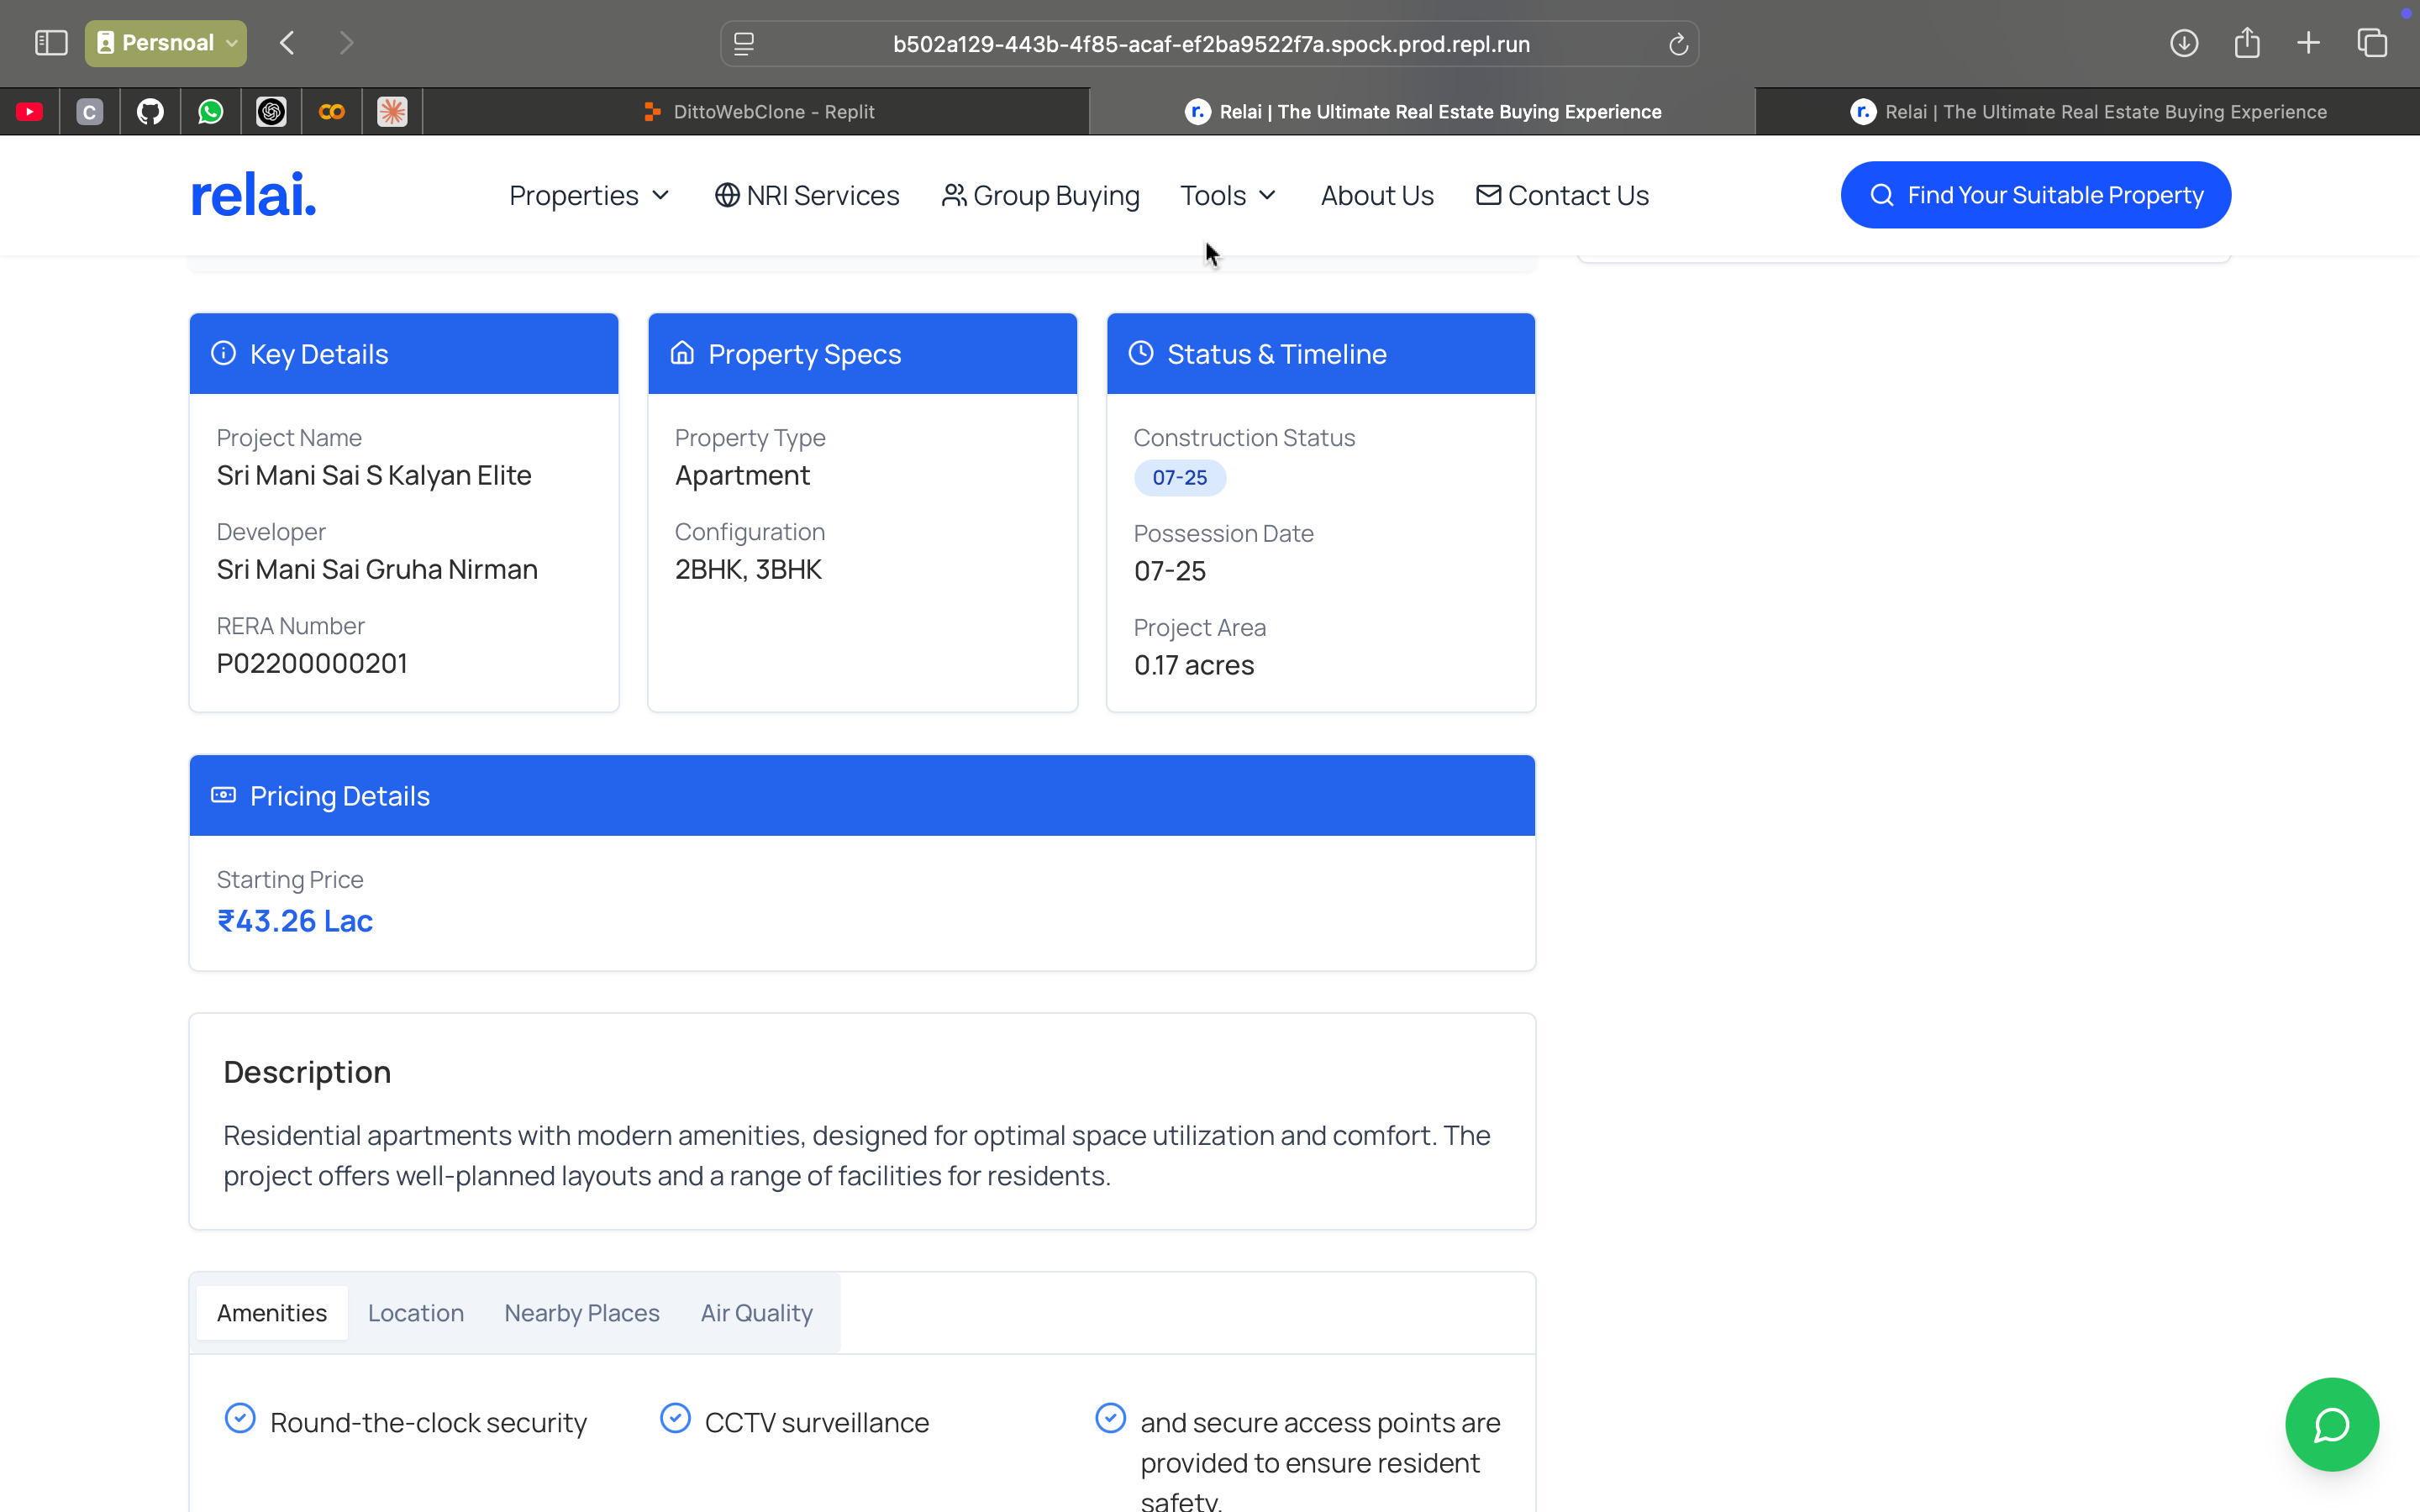 Persnoal
b502a129-443b-4f85-acaf-ef2ba9522f7a.spock.prod.repl.run
C
DittoWebClone - Replit
r. Relai | The Ultimate Real Estate Buying Experience
r. Relai | The Ultimate Real Estate Buying Experience
relai.
Properties
NRI Services
Group Buying
Tools
About Us
Contact Us
Find Your Suitable Property
Key Details
Project Name
Sri Mani Sai S Kalyan Elite
Developer
Sri Mani Sai Gruha Nirman
RERA Number
P02200000201
Property Specs
Property Type
Apartment
Configuration
2BHK, 3BHK
Status & Timeline
Construction Status
07-25
Possession Date
07-25
Project Area
0.17 acres
Pricing Details
Starting Price
₹43.26 Lac
Description
Residential apartments with modern amenities, designed for optimal space utilization and comfort. The
project offers well-planned layouts and a range of facilities for residents.
Amenities
Location
Nearby Places
Air Quality
Round-the-clock security
CCTV surveillance
and secure access points are
provided to ensure resident
safety.